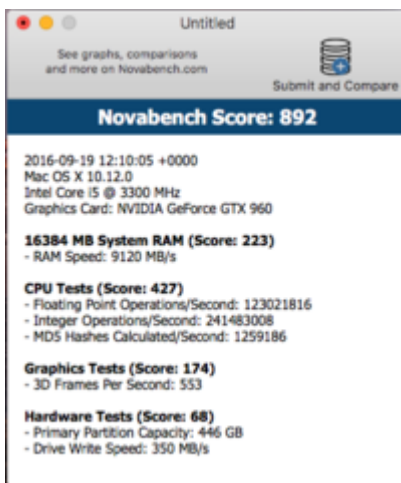 Untitled
See graphs, comparisons
and more on Novabench.com
Submit and Compare
Novabench Score: 892
2016-09-19 12:10:05 +0000
Mac OS X 10.12.0
Intel Core i5 @ 3300 MHz
Graphics Card: NVIDIA GeForce GTX 960
16384 MB System RAM (Score: 223)
- RAM Speed: 9120 MB/s
CPU Tests (Score: 427)
- Floating Point Operations/Second: 123021816
- Integer Operations/Second: 241483008
- MD5 Hashes Calculated/Second: 1259186
Graphics Tests (Score: 174)
- 3D Frames Per Second: 553
Hardware Tests (Score: 68)
- Primary Partition Capacity: 446 GB
- Drive Write Speed: 350 MB/s